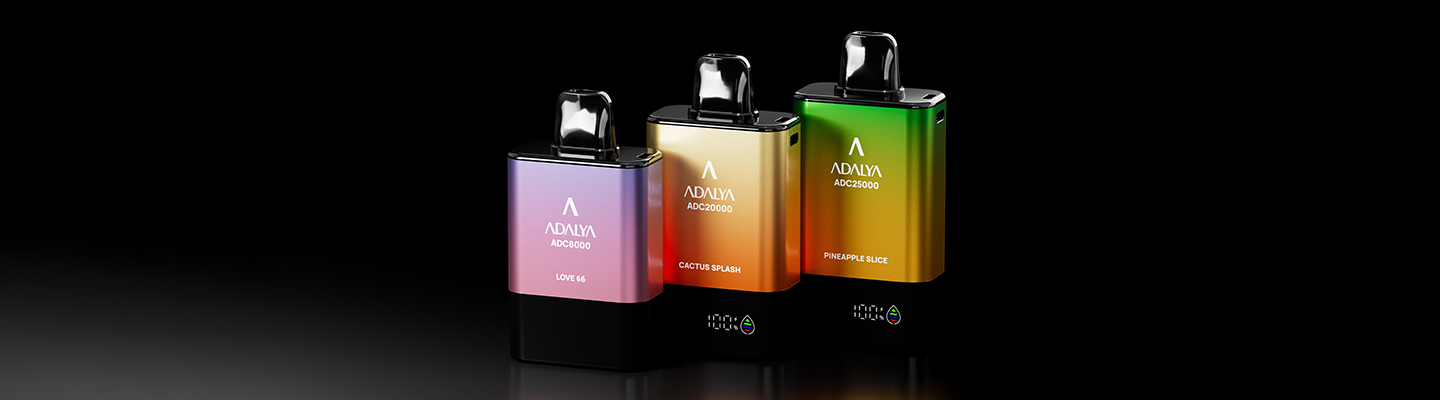 ADALYA
ADC8000
LOVE 66
ADALYA
ADC20000
CACTUS SPLASH
100%
ADALYA
ADC25000
PINEAPPLE SLICE
100%